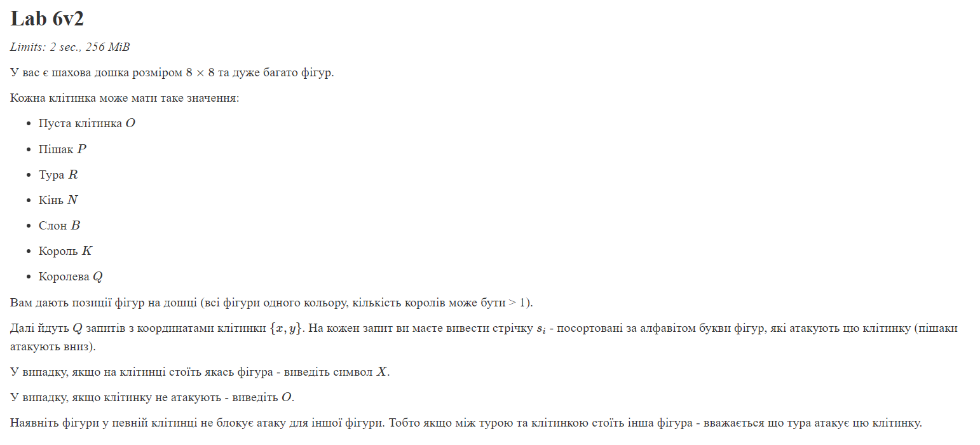 Lab 6v2
Limits: 2 sec., 256 MiB
У вас є шахова дошка розміром 8 × 8 та дуже багато фігур.
Кожна клітинка може мати таке значення:
• Пуста клітинка O
• Пішак P
• Тура R
• Кінь N
• Слон B
• Король K
• Королева Q
Вам дають позиції фігур на дошці (всі фігури одного кольору, кількість королів може бути > 1).
Далі йдуть Q запитів з координатами клітинки {x, y}. На кожен запит ви маєте вивести стрічку sᵢ - посортовані за алфавітом букви фігур, які атакують цю клітинку (пішаки
атакують вниз).
У випадку, якщо на клітинці стоїть якась фігура - виведіть символ X.
У випадку, якщо клітинку не атакують - виведіть O.
Наявніть фігури у певній клітинці не блокує атаку для іншої фігури. Тобто якщо між турою та клітинкою стоїть інша фігура - вважається що тура атакує цю клітинку.